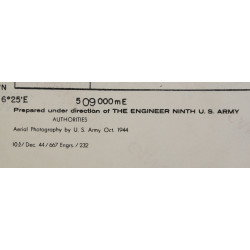 N
6°25'E 509000mE
Prepared under direction of THE ENGINEER NINTH U. S. ARMY
AUTHORITIES
Aerial Photography by U. S. Army Oct. 1944
103/ Dec. 44/ 667 Engrs./ 232